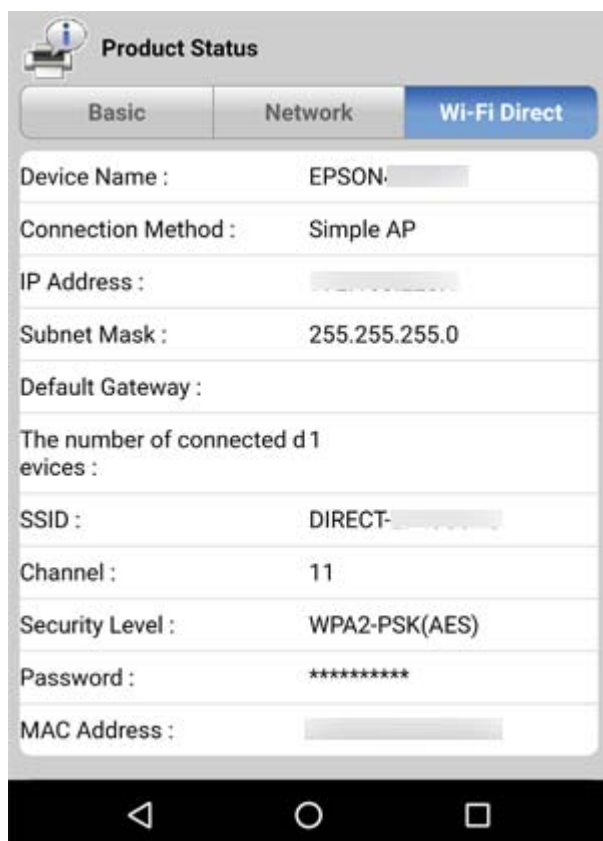 Product Status
Basic Network Wi-Fi Direct
Device Name : EPSON
Connection Method : Simple AP
IP Address :
Subnet Mask : 255.255.255.0
Default Gateway :
The number of connected d 1
evices :
SSID : DIRECT-
Channel : 11
Security Level : WPA2-PSK(AES)
Password : **********
MAC Address :